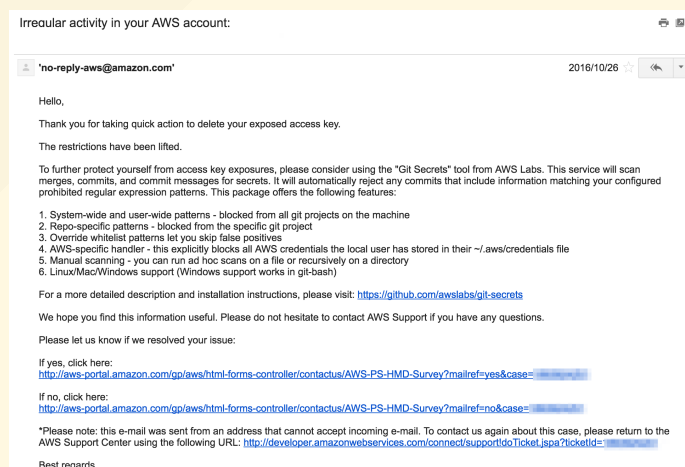 Irregular activity in your AWS account:
'no-reply-aws@amazon.com' 2016/10/26
Hello,
Thank you for taking quick action to delete your exposed access key.
The restrictions have been lifted.
To further protect yourself from access key exposures, please consider using the "Git Secrets" tool from AWS Labs. This service will scan
merges, commits, and commit messages for secrets. It will automatically reject any commits that include information matching your configured
prohibited regular expression patterns. This package offers the following features:
1. System-wide and user-wide patterns - blocked from all git projects on the machine
2. Repo-specific patterns - blocked from the specific git project
3. Override whitelist patterns let you skip false positives
4. AWS-specific handler - this explicitly blocks all AWS credentials the local user has stored in their ~/.aws/credentials file
5. Manual scanning - you can run ad hoc scans on a file or recursively on a directory
6. Linux/Mac/Windows support (Windows support works in git-bash)
For a more detailed description and installation instructions, please visit: https://github.com/awslabs/git-secrets
We hope you find this information useful. Please do not hesitate to contact AWS Support if you have any questions.
Please let us know if we resolved your issue:
If yes, click here:
http://aws-portal.amazon.com/gp/aws/html-forms-controller/contactus/AWS-PS-HMD-Survey?mailref=yes&case=
If no, click here:
http://aws-portal.amazon.com/gp/aws/html-forms-controller/contactus/AWS-PS-HMD-Survey?mailref=no&case=
*Please note: this e-mail was sent from an address that cannot accept incoming e-mail. To contact us again about this case, please return to the
AWS Support Center using the following URL: http://developer.amazonwebservices.com/connect/support!doTicket.jspa?ticketId=
Best regards